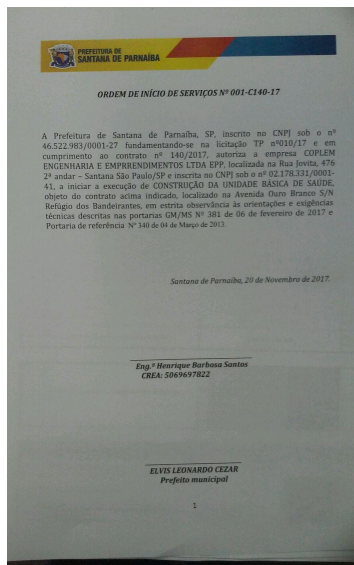 PREFEITURA DE
SANTANA DE PARNAÍBA
ORDEM DE INÍCIO DE SERVIÇOS Nº 001-C140-17
A Prefeitura de Santana de Parnaíba, SP, inscrito no CNPJ sob o nº
46.522.983/0001-27 fundamentando-se na licitação TP nº010/17 e em
cumprimento ao contrato nº 140/2017, autoriza a empresa COPLEM
ENGENHARIA E EMPRRENDIMENTOS LTDA EPP, localizada na Rua Jovita, 476
2ª andar – Santana São Paulo/SP e inscrita no CNPJ sob o nº 02.178.331/0001-
41, a iniciar a execução de CONSTRUÇÃO DA UNIDADE BÁSICA DE SAÚDE,
objeto do contrato acima indicado, localizado na Avenida Ouro Branco S/N
Refúgio dos Bandeirantes, em estrita observância às orientações e exigências
técnicas descritas nas portarias GM/MS Nº 381 de 06 de fevereiro de 2017 e
Portaria de referência Nº 340 de 04 de Março de 2013.
Santana de Parnaíba, 20 de Novembro de 2017.
Eng.º Henrique Barbosa Santos
CREA: 5069697822
ELVIS LEONARDO CEZAR
Prefeito municipal
1